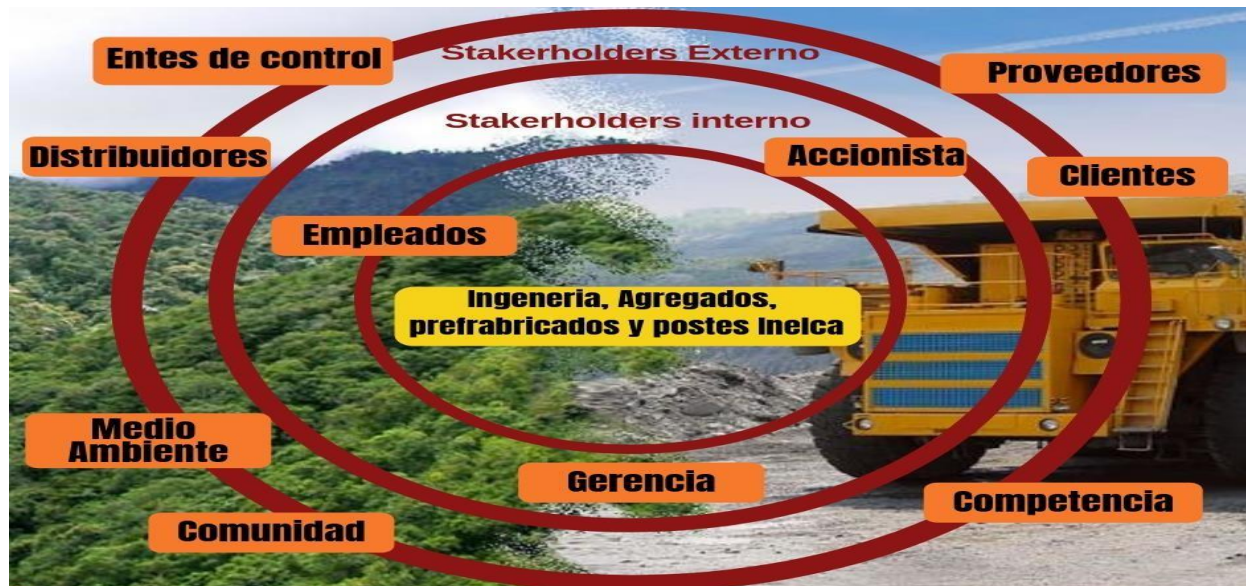 Entes de control
Stakerholders Externo
Proveedores
Stakerholders interno
Distribuidores
Accionista
Clientes
Empleados
Ingeneria, Agregados,
prefrabricados y postes Inelca
Medio
Ambiente
Gerencia
Competencia
Comunidad